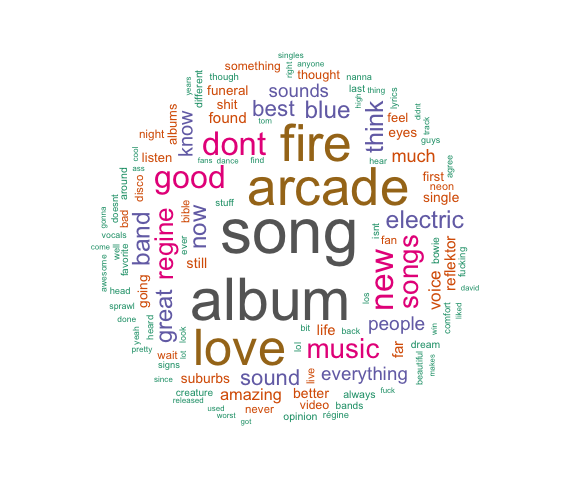 singles
something
right
anyone
though
thought
nanna
years
different
funeral
sounds
last
thing
high
lyrics
albums
shit
best
blue
found
tom
think
feel
didnt
track
night
know
dont
fire
eyes
guys
cool
listen
fans
dance
find
hear
much
agree
ass
good
arcade
first
neon
disco
around
doesnt
stuff
single
gonna
bad
favorite
band
regine
bible
now
ever
song
isnt
electric
vocals
fan
bowie
come
well
still
new
songs
voice
reflektor
fucking
awesome
head
going
great
album
los
david
sprawl
comfort
liked
done
heard
look
bit
life
back
people
win
yeah
pretty
lot
love
lol
music
far
dream
beautiful
makes
wait
signs
since
suburbs
sound
live
everything
creature
amazing
better
always
fuck
released
used
never
video
bands
worst
got
opinion
régine